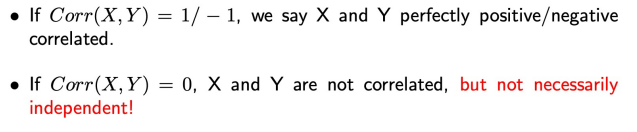 • If Corr(X, Y) = 1/ − 1, we say X and Y perfectly positive/negative
correlated.
• If Corr(X, Y) = 0, X and Y are not correlated, but not necessarily
independent!